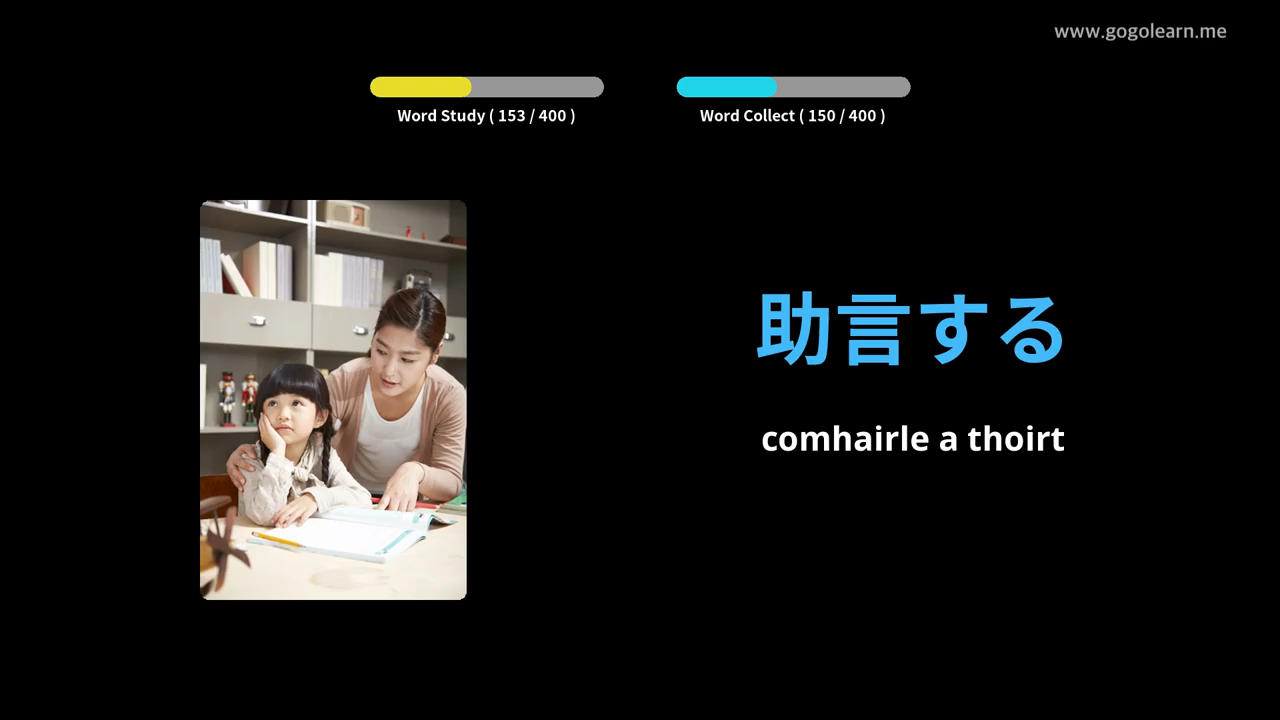 www.gogolearn.me
Word Study ( 153 / 400 )
Word Collect ( 150 / 400 )
助言する
comhairle a thoirt